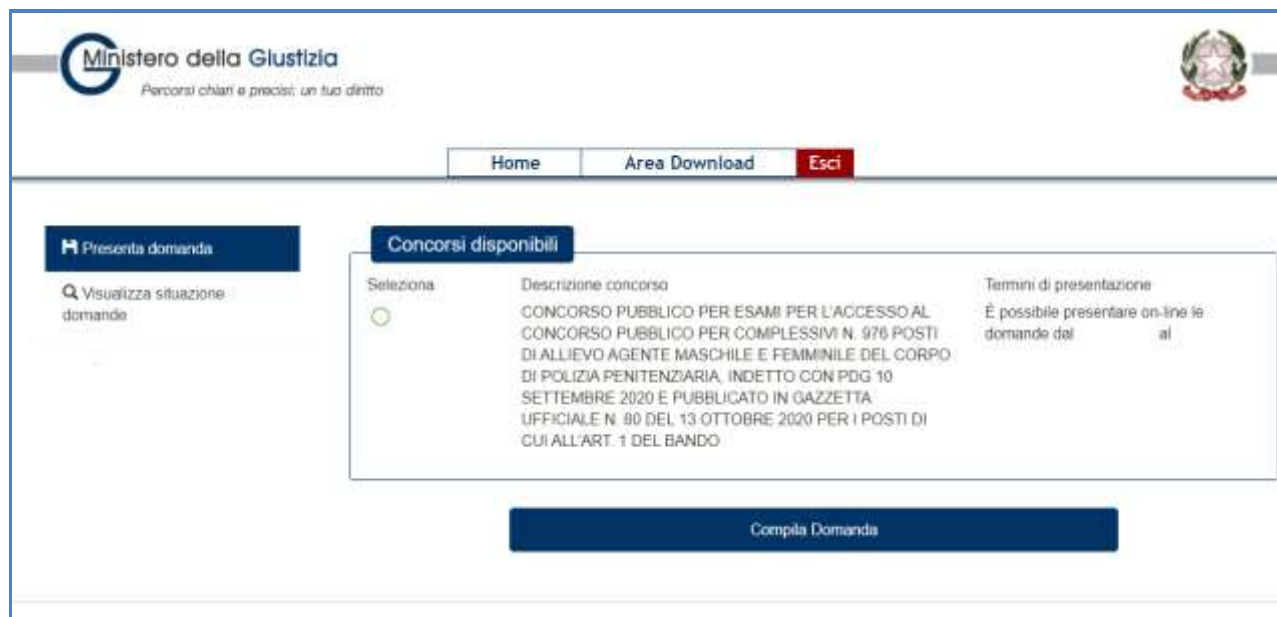 Ministero della Giustizia
Percorsi chiari e precisi: un tuo diritto
Home
Area Download
Esci
Presenta domanda
Visualizza situazione
domande
Concorsi disponibili
Seleziona
Descrizione concorso
Termini di presentazione
CONCORSO PUBBLICO PER ESAMI PER L'ACCESSO AL
CONCORSO PUBBLICO PER COMPLESSIVI N. 976 POSTI
DI ALLIEVO AGENTE MASCHILE E FEMMINILE DEL CORPO
DI POLIZIA PENITENZIARIA, INDETTO CON PDG 10
SETTEMBRE 2020 E PUBBLICATO IN GAZZETTA
UFFICIALE N. 80 DEL 13 OTTOBRE 2020 PER I POSTI DI
CUI ALL'ART. 1 DEL BANDO
È possibile presentare on-line le
domande dal al
Compila Domanda